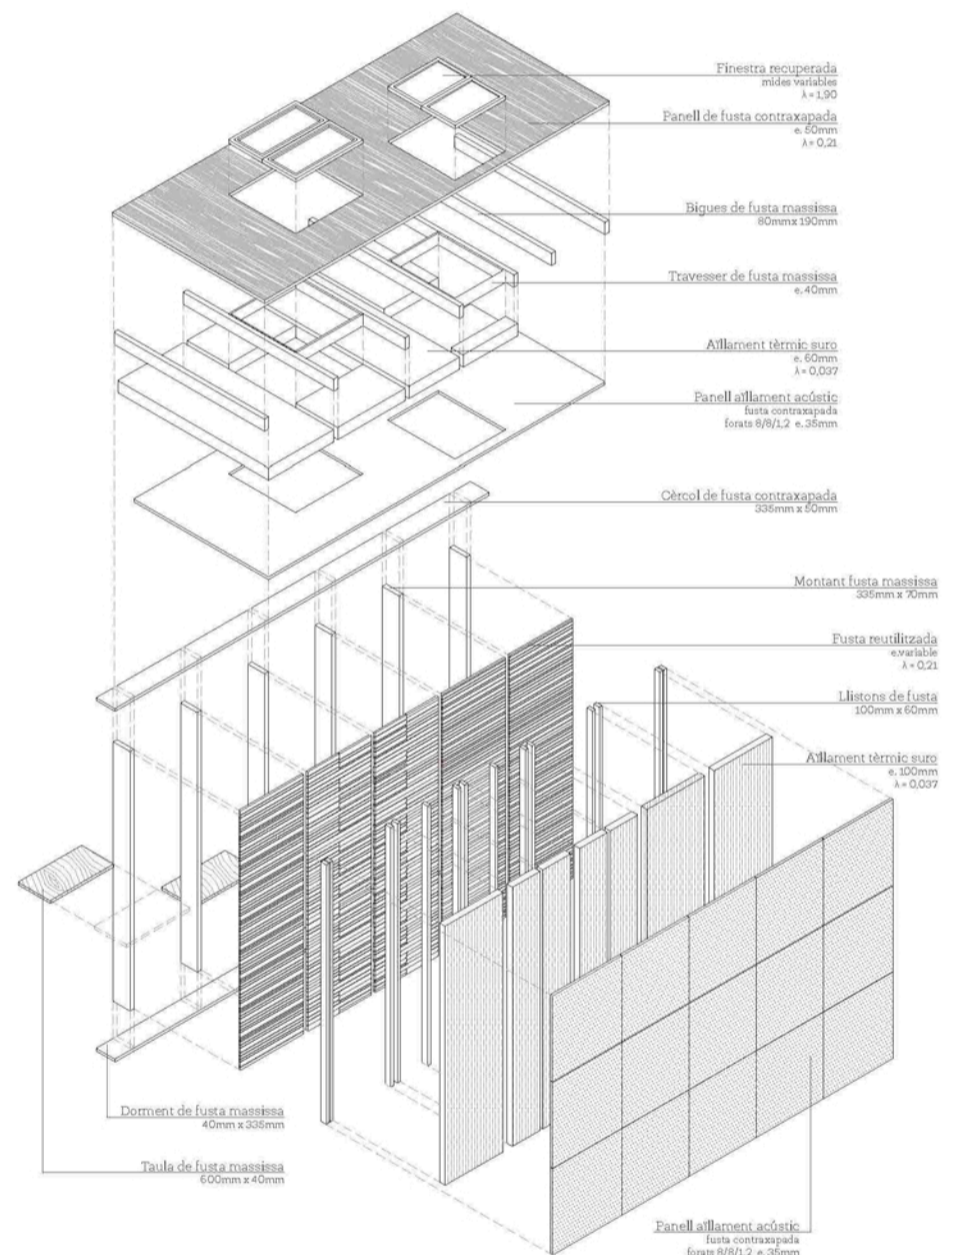 Finestra recuperada
mides variables
λ = 1,90
Panell de fusta contraxapada
e. 50mm
λ = 0,21
Bigues de fusta massissa
80mm x 190mm
Travesser de fusta massissa
e. 40mm
Aïllament tèrmic suro
e. 60mm
λ = 0,037
Panell aïllament acústic
fusta contraxapada
forats 8/8/1,2 e. 35mm
Cèrcol de fusta contraxapada
335mm x 50mm
Montant fusta massissa
335mm x 70mm
Fusta reutilitzada
e.variable
λ = 0,21
Llistons de fusta
100mm x 60mm
Aïllament tèrmic suro
e. 100mm
λ = 0,037
Dorment de fusta massissa
40mm x 335mm
Taula de fusta massissa
600mm x 40mm
Panell aïllament acústic
fusta contraxapada
forats 8/8/1,2 e. 35mm